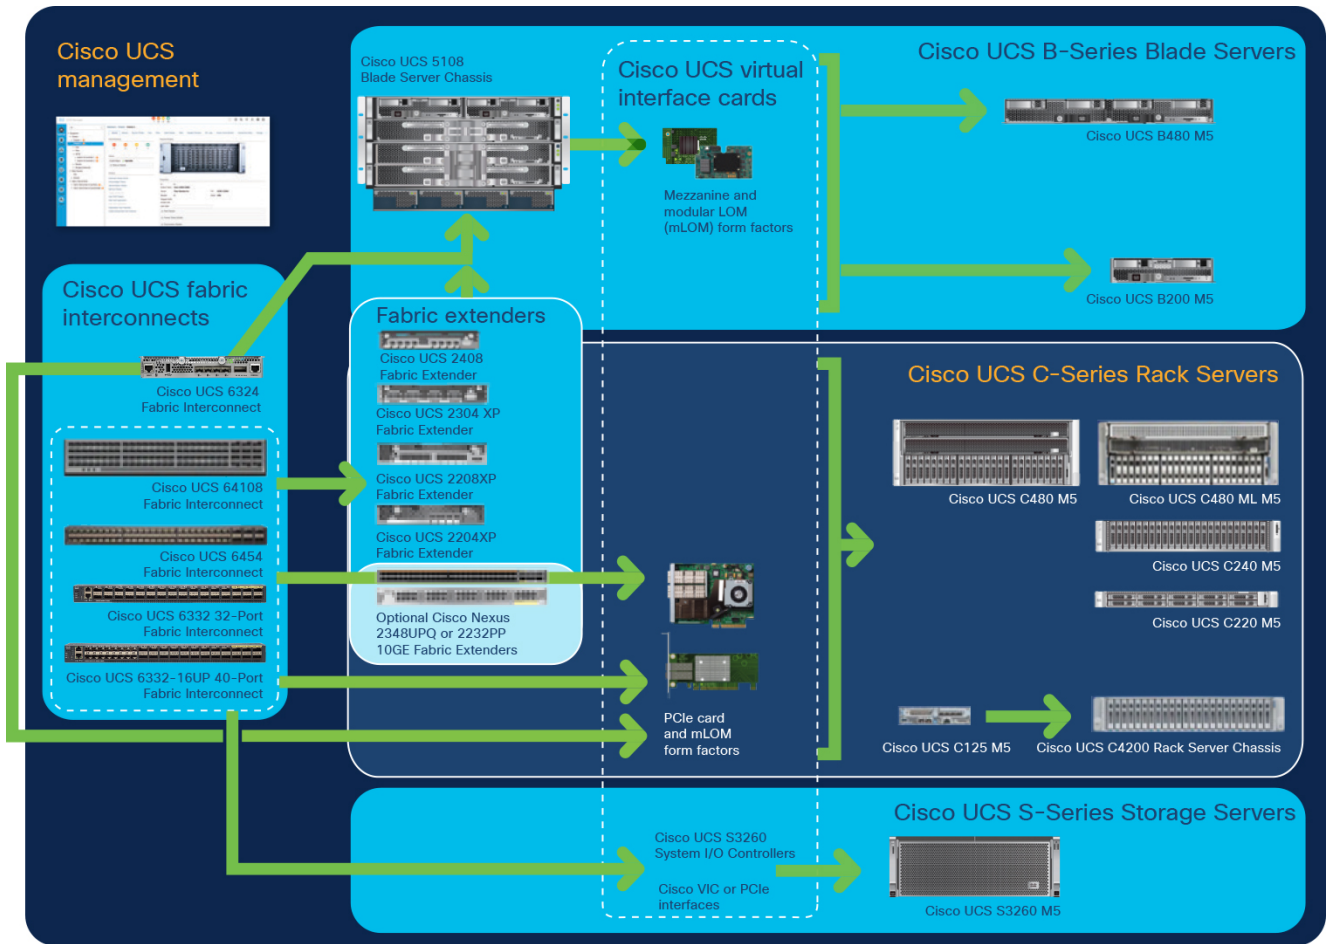 Cisco UCS
management
Cisco UCS 5108
Blade Server Chassis
Cisco UCS virtual
interface cards
Mezzanine and
modular LOM
(mLOM) form factors
Cisco UCS B-Series Blade Servers
Cisco UCS B480 M5
Cisco UCS B200 M5
Cisco UCS fabric
interconnects
Cisco UCS 6324
Fabric Interconnect
Cisco UCS 64108
Fabric Interconnect
Cisco UCS 6454
Fabric Interconnect
Cisco UCS 6332 32-Port
Fabric Interconnect
Cisco UCS 6332-16UP 40-Port
Fabric Interconnect
Fabric extenders
Cisco UCS 2408
Fabric Extender
Cisco UCS 2304 XP
Fabric Extender
Cisco UCS 2208XP
Fabric Extender
Cisco UCS 2204XP
Fabric Extender
Optional Cisco Nexus
2348UPQ or 2232PP
10GE Fabric Extenders
PCIe card
and mLOM
form factors
Cisco UCS C-Series Rack Servers
Cisco UCS C480 M5
Cisco UCS C480 ML M5
Cisco UCS C240 M5
Cisco UCS C220 M5
Cisco UCS C125 M5
Cisco UCS C4200 Rack Server Chassis
Cisco UCS S-Series Storage Servers
Cisco UCS S3260
System I/O Controllers
Cisco VIC or PCIe
interfaces
Cisco UCS S3260 M5